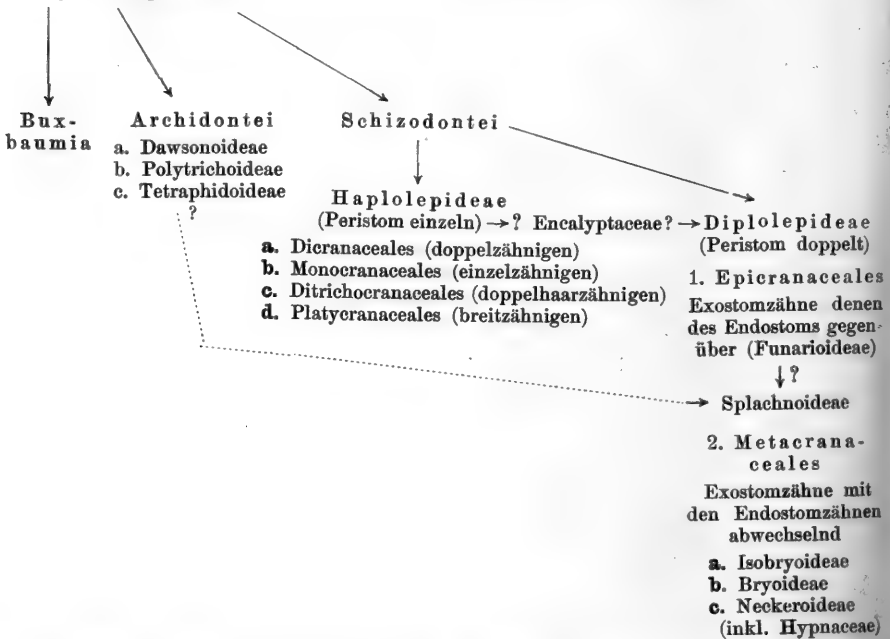 Bux-
baumia
Archidontei
a. Dawsonoideae
b. Polytrichoideae
c. Tetraphidoideae
?
Schizodontei
Haplolepideae
(Peristom einzeln) → ? Encalyptaceae? → Diplolepideae
(Peristom doppelt)
a. Dicranaceales (doppelzähnigen)
b. Monocranaceales (einzelzähnigen)
c. Ditrichocranaceales (doppelhaarzähnigen)
d. Platycranaceales (breitzähnigen)
1. Epicranaceales
Exostomzähne denen
des Endostoms gegen-
über (Funarioideae)
↓ ?
Splachnoideae
2. Metacrana-
ceales
Exostomzähne mit
den Endostomzähnen
abwechselnd
a. Isobryoideae
b. Bryoideae
c. Neckeroideae
(inkl. Hypnaceae)